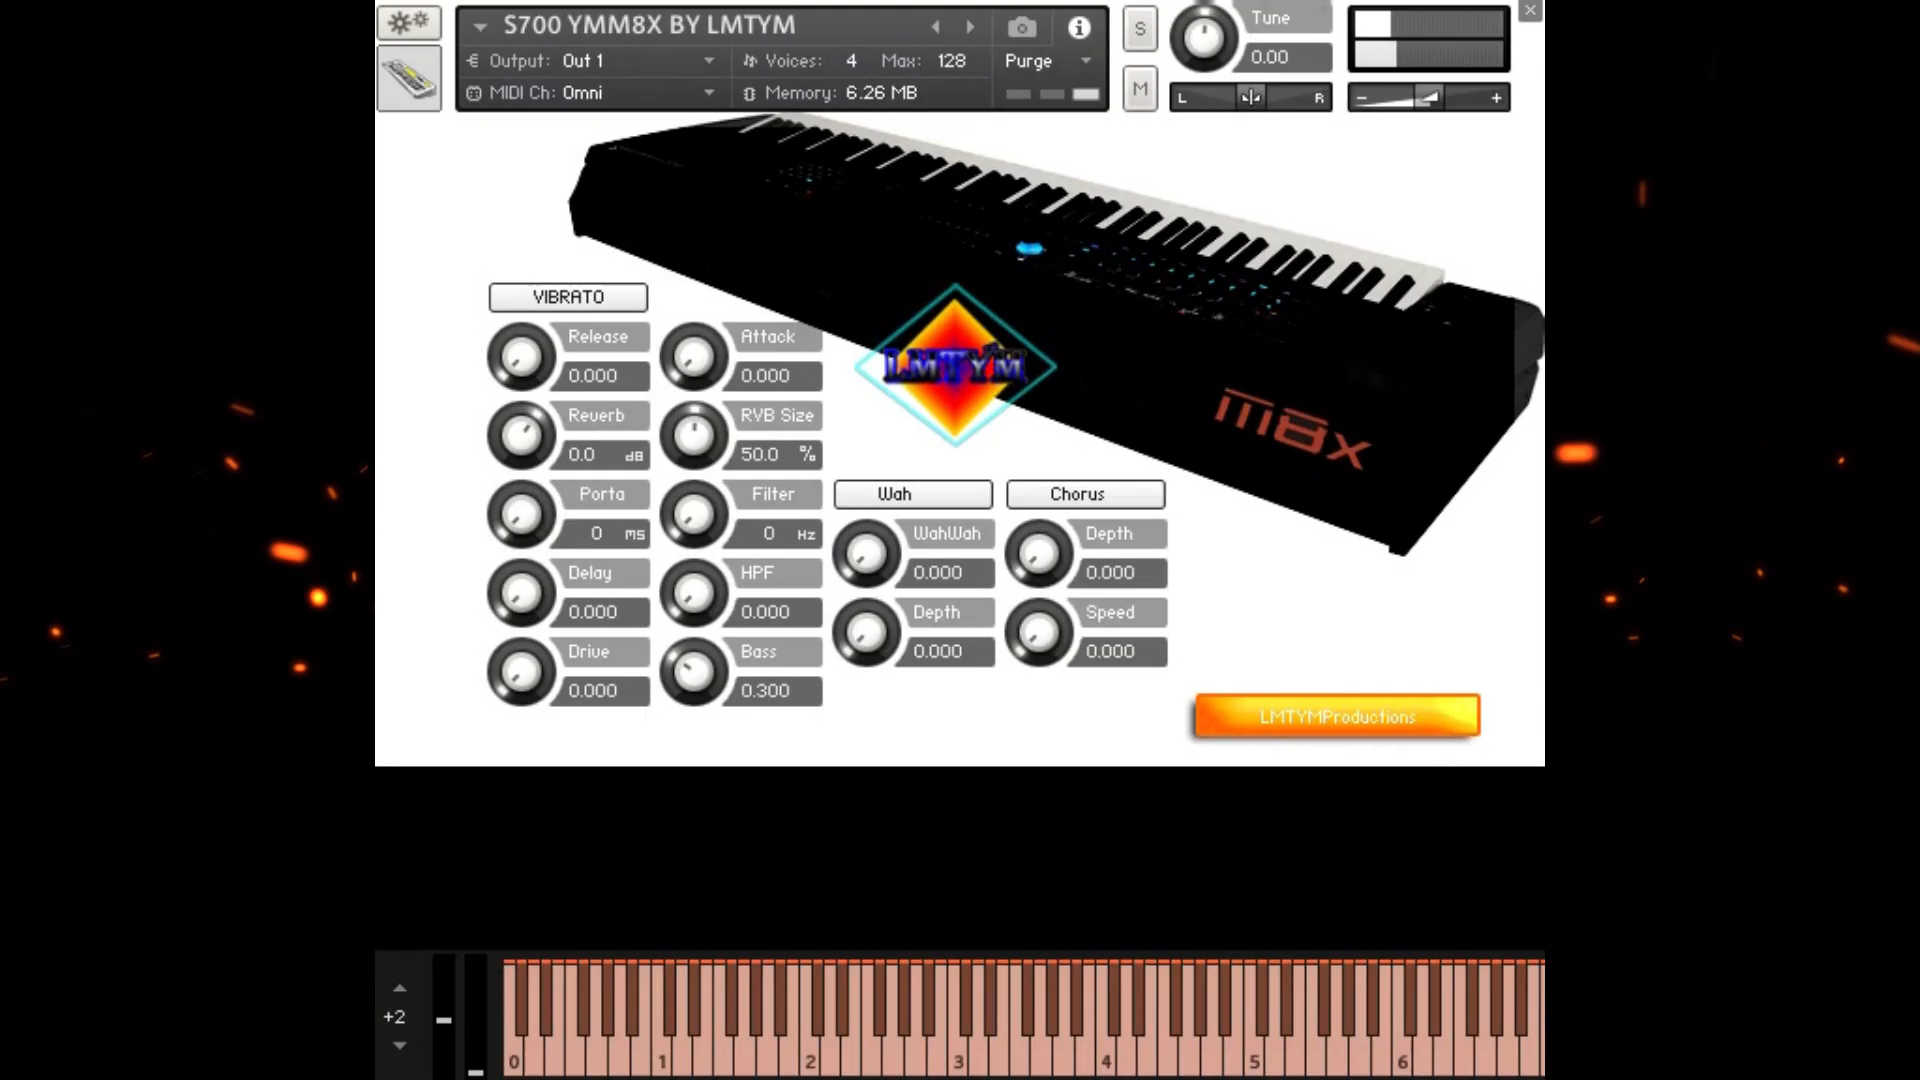 S700 YMM8X BY LMTYM
Output: Out 1
Voices: 4 Max: 128
Purge
MIDI Ch: Omni
Memory: 6.26 MB
S
M
Tune
0.00
L R
- +
VIBRATO
Release
0.000
Attack
0.000
Reverb
0.0 dB
RVB Size
50.0 %
Porta
0 ms
Filter
0 Hz
Delay
0.000
HPF
0.000
Drive
0.000
Bass
0.300
LMTYM
m8x
Wah
Chorus
WahWah
0.000
Depth
0.000
Depth
0.000
Speed
0.000
LMTYMProductions
+2
0 1 2 3 4 5 6